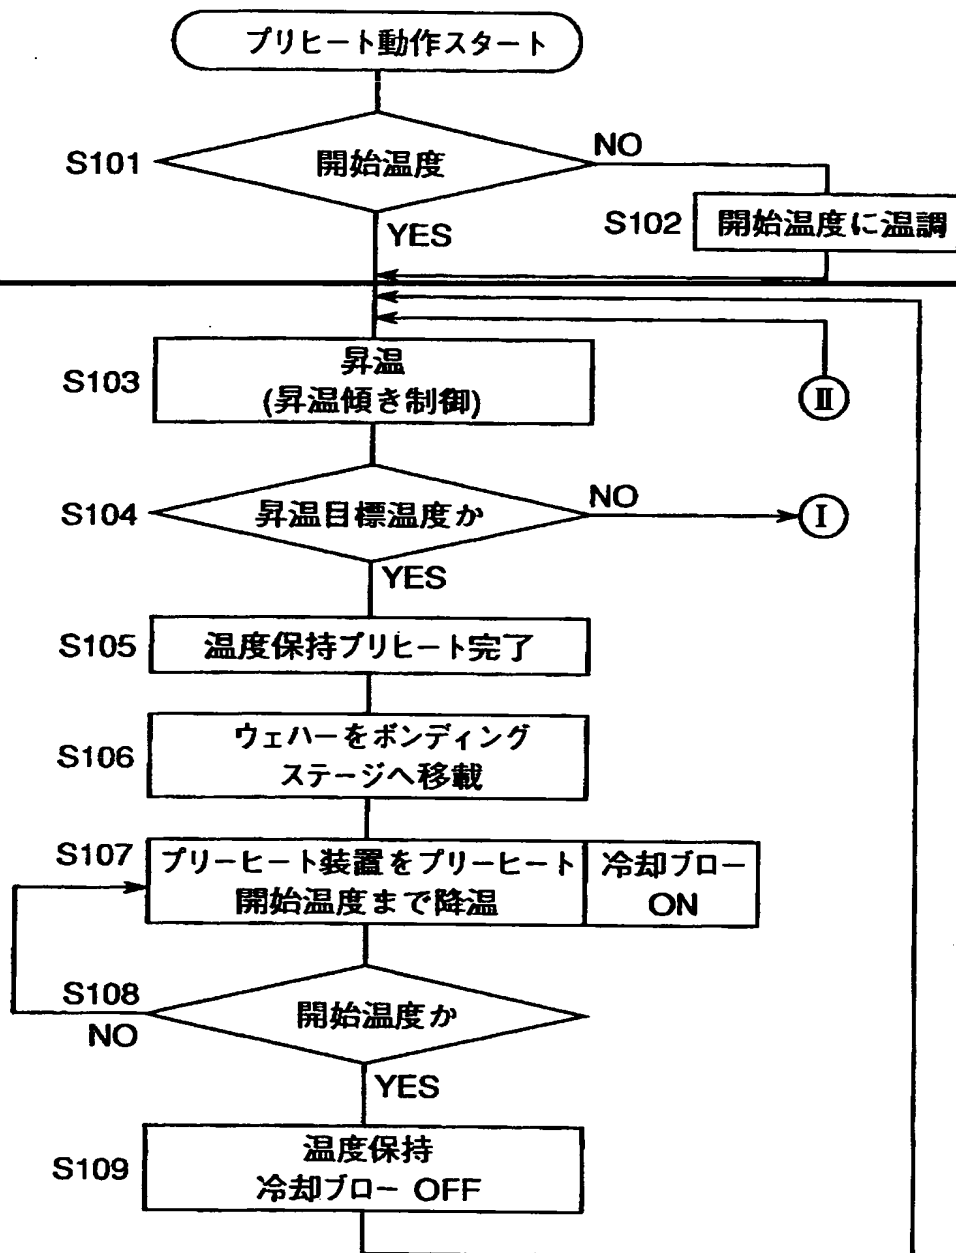 プリヒート動作スタート
S101
開始温度
NO
YES
S102
開始温度に温調
S103
昇温
(昇温傾き制御)
II
S104
昇温目標温度か
NO
I
YES
S105
温度保持プリヒート完了
S106
ウェハーをボンディング
ステージへ移載
S107
プリーヒート装置をプリーヒート
開始温度まで降温
冷却ブロー
ON
S108
開始温度か
NO
YES
S109
温度保持
冷却ブロー OFF